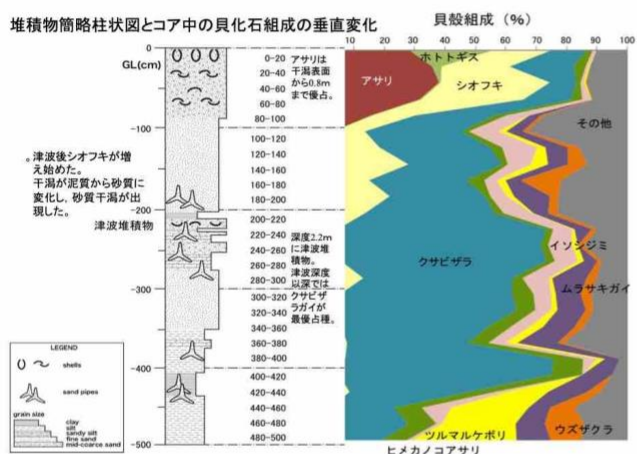 堆積物簡略柱状図とコア中の貝化石組成の垂直変化
貝殻組成（%）
GL(cm)
0
-100
-200
-300
-400
-500
0-20
20-40
40-60
60-80
80-100
100-120
120-140
140-160
160-180
180-200
200-220
220-240
240-260
260-280
280-300
300-320
320-340
340-360
360-380
380-400
400-420
420-440
440-460
460-480
480-500
アサリは
干潟表面
から0.8m
まで優占。
。津波後シオフキが増
え始めた。
干潟が泥質から砂質に
変化し、砂質干潟が出
現した。
津波堆積物
深度2.2m
に津波堆
積物。
津波深度
以深では
クサビザ
ラガイが
最優占種。
LEGEND
shells
sand pipes
grain size
clay
silt
sandy silt
fine sand
mid-coarce sand
10 20 30 40 50 60 70 80 90 100
ホトトギス
アサリ
シオフキ
その他
クサビザラ
イソシジミ
ムラサキガイ
ウズザクラ
ツルマルケボリ
ヒメカノコアサリ